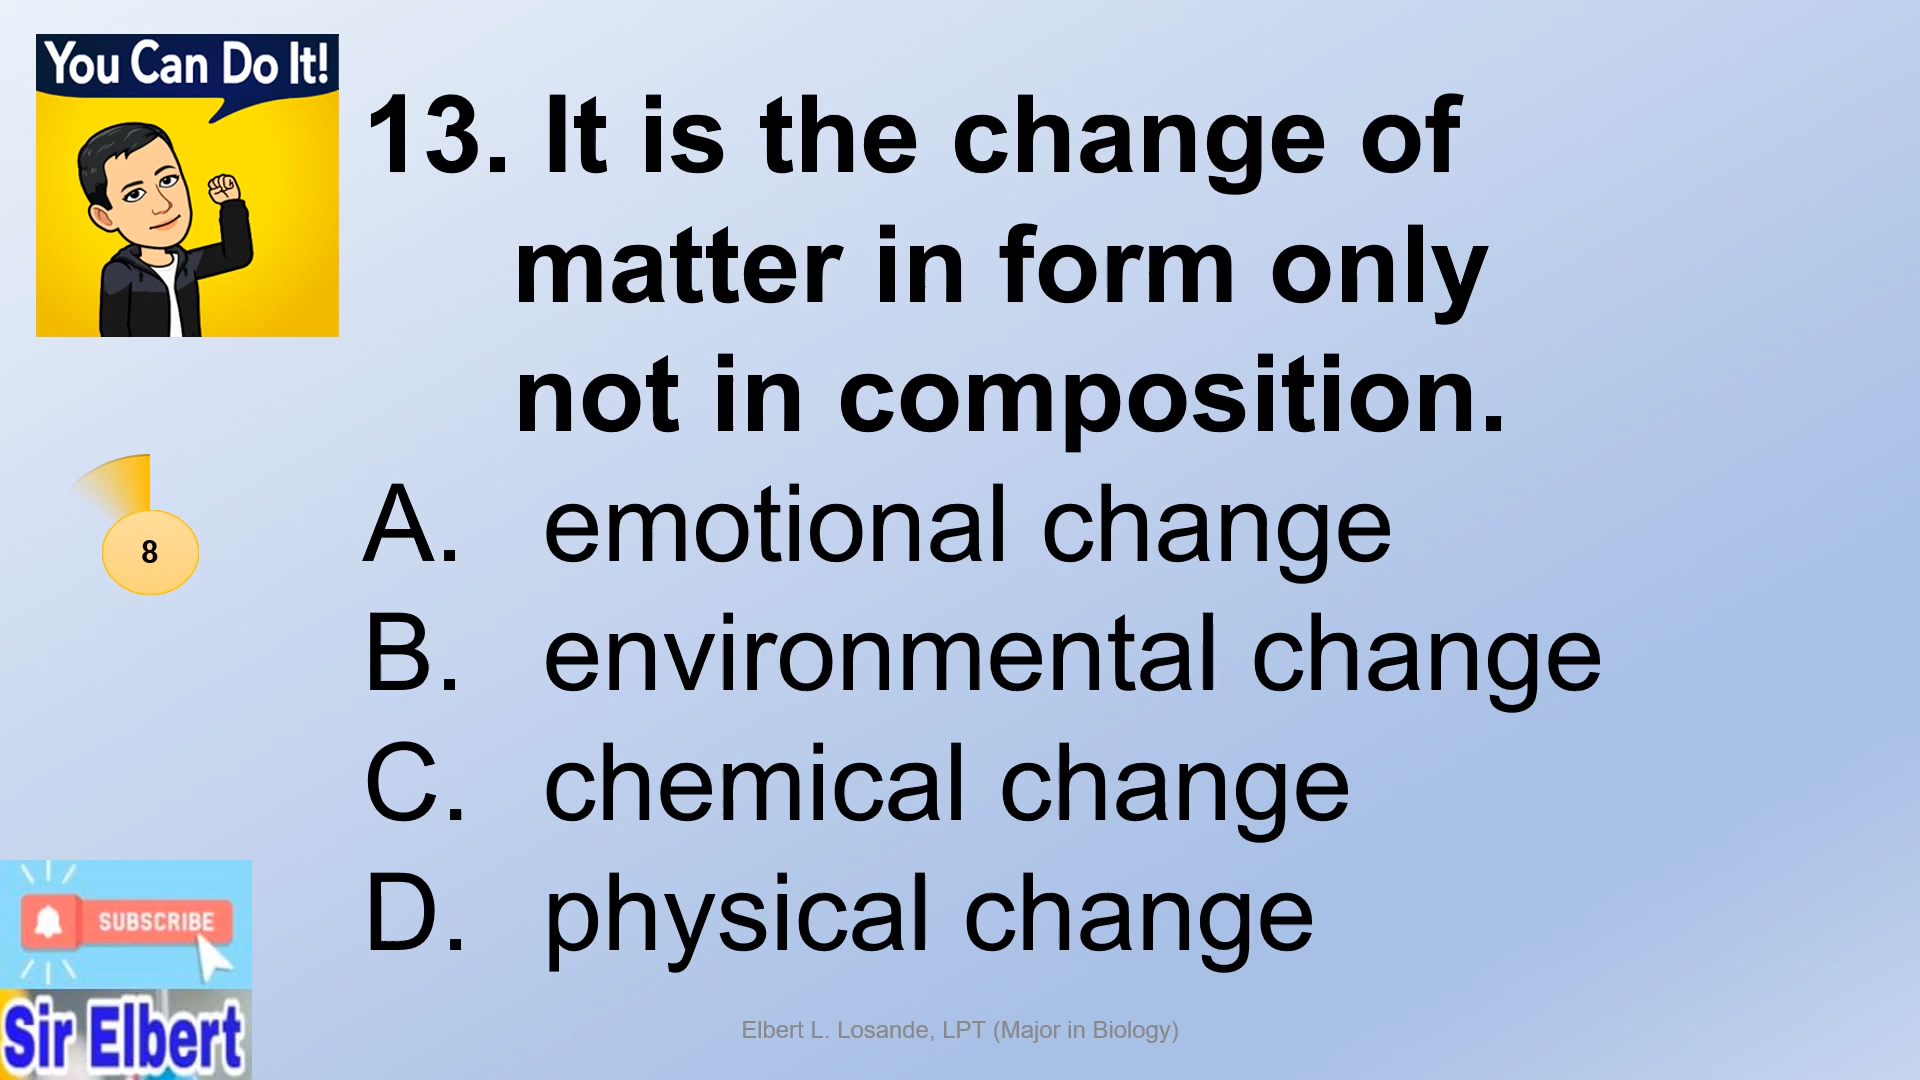 You Can Do It!
13. It is the change of
matter in form only
not in composition.
8
A. emotional change
B. environmental change
C. chemical change
D. physical change
SUBSCRIBE
Sir Elbert
Elbert L. Losande, LPT (Major in Biology)